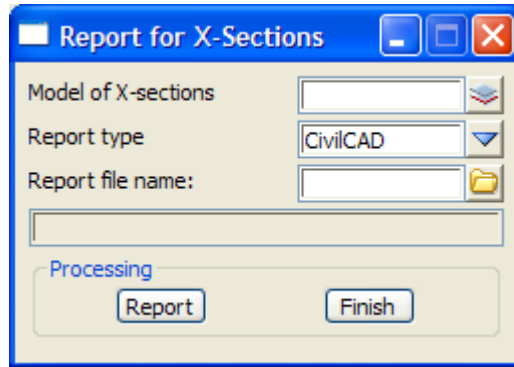 Report for X-Sections
Model of X-sections
Report type CivilCAD
Report file name:
Processing
Report Finish